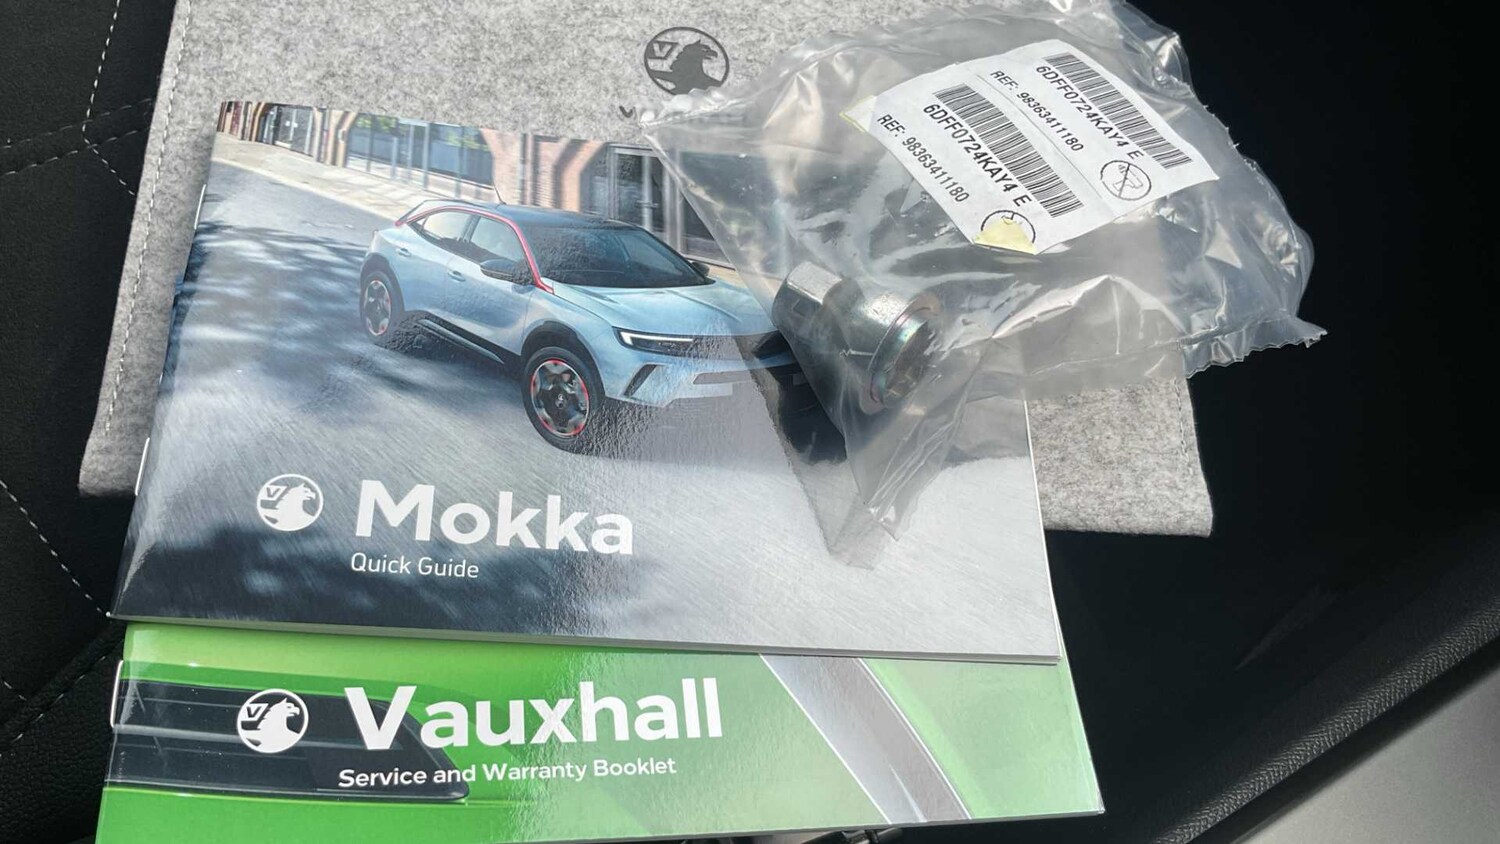 6DFF0724KAY4 E
REF: 98363411180
6DFF0724KAY4 E
REF: 98363411180
Mokka
Quick Guide
Vauxhall
Service and Warranty Booklet